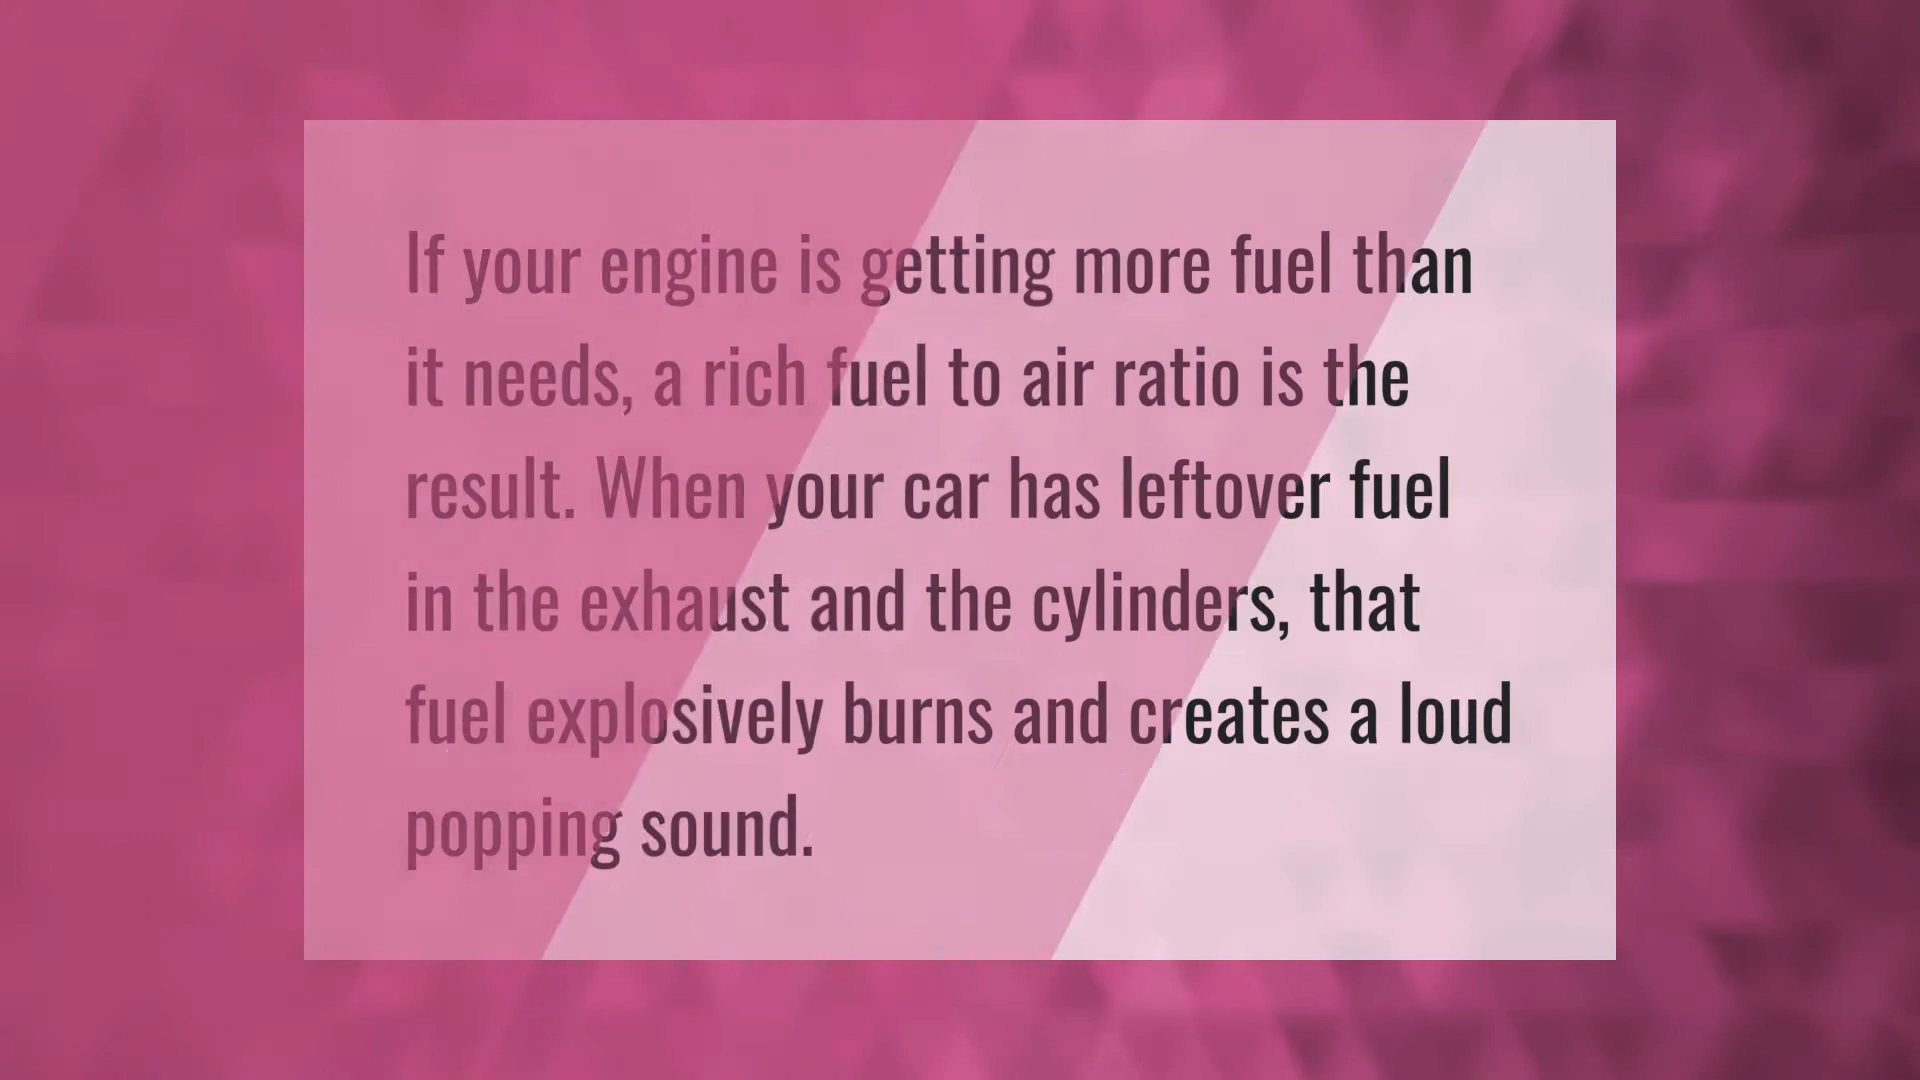 If your engine is getting more fuel than
it needs, a rich fuel to air ratio is the
result. When your car has leftover fuel
in the exhaust and the cylinders, that
fuel explosively burns and creates a loud
popping sound.